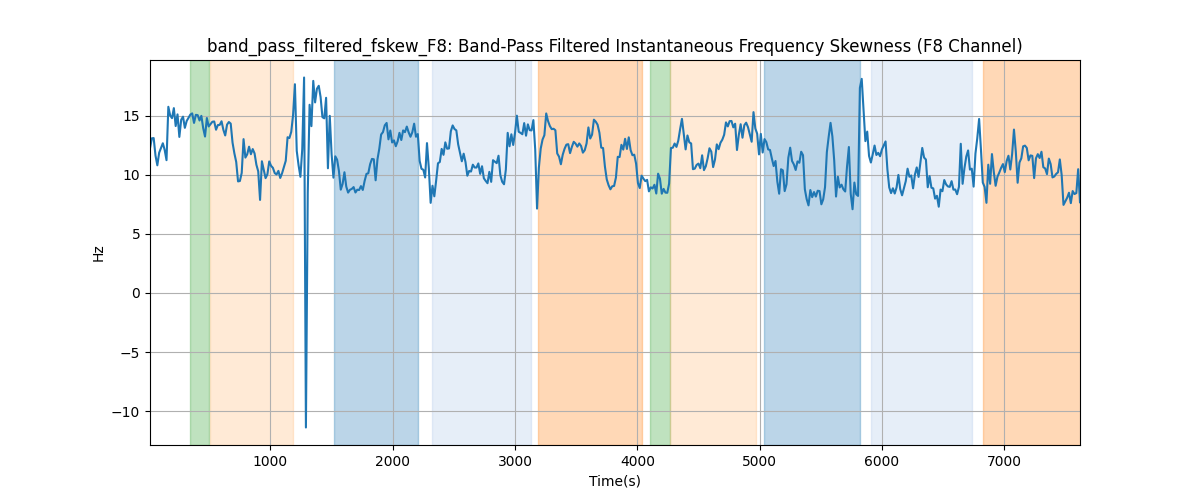 band_pass_filtered_fskew_F8: Band-Pass Filtered Instantaneous Frequency Skewness (F8 Channel)
15
10
5
0
−5
−10
Hz
1000 2000 3000 4000 5000 6000 7000
Time(s)